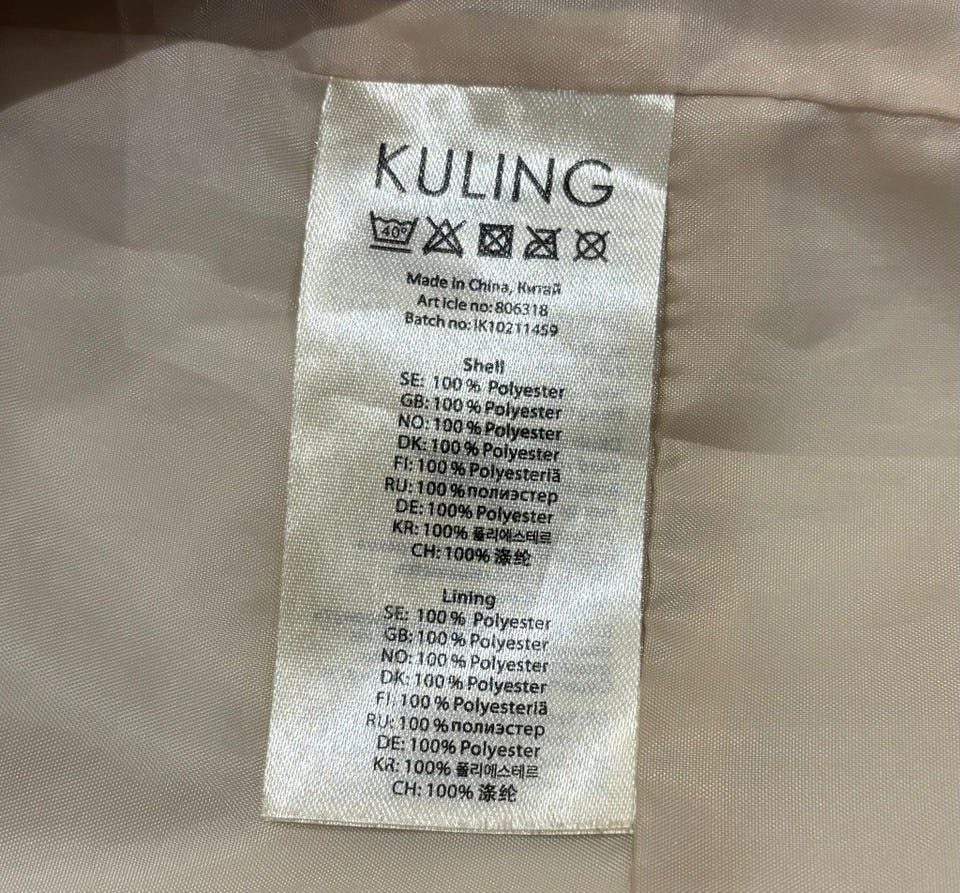 KULING
40°
Made in China, Китай
Article no: 806318
Batch no: IK10211459
Shell
SE: 100 % Polyester
GB: 100 % Polyester
NO: 100 % Polyester
DK: 100 % Polyester
FI: 100 % Polyesteriä
RU: 100 % полиэстер
DE: 100% Polyester
KR: 100% 폴리에스테르
CH: 100% 涤纶
Lining
SE: 100 % Polyester
GB: 100 % Polyester
NO: 100 % Polyester
DK: 100 % Polyester
FI: 100 % Polyesteriä
RU: 100 % полиэстер
DE: 100% Polyester
KR: 100% 폴리에스테르
CH: 100% 涤纶